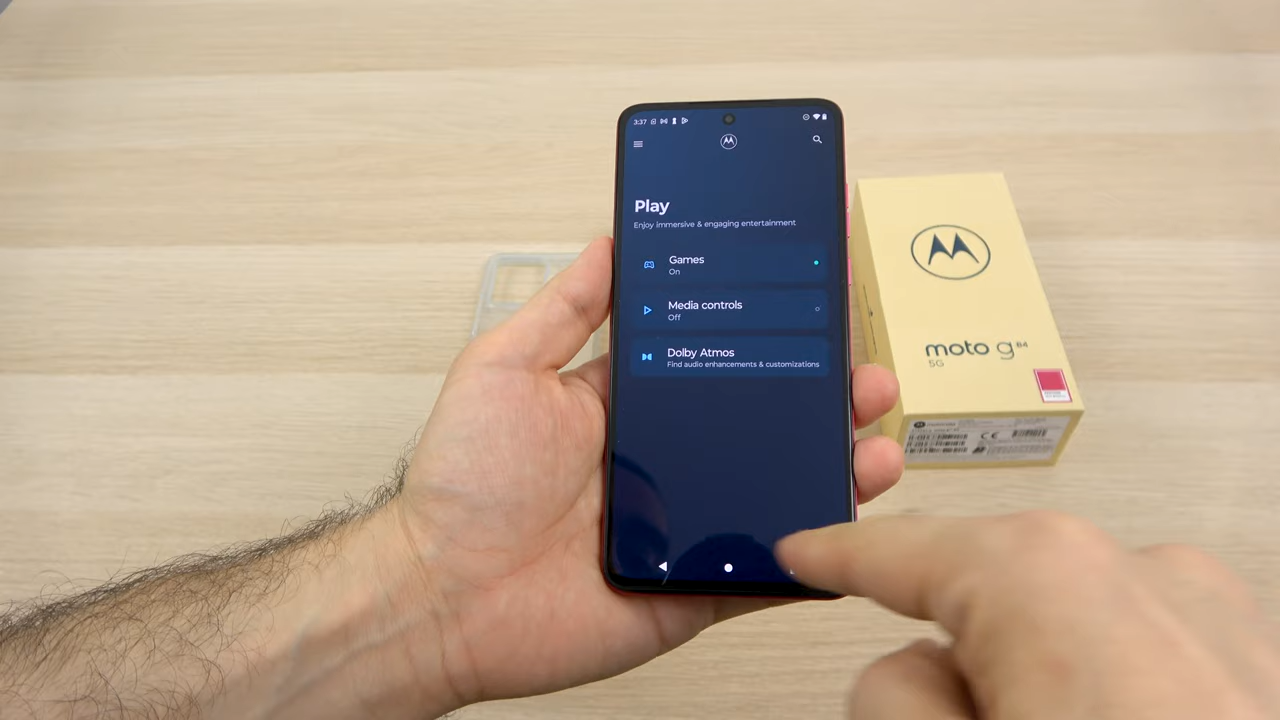 3:37
Play
Enjoy immersive & engaging entertainment
Games
On
Media controls
Off
Dolby Atmos
Find audio enhancements & customizations
moto g84
5G
CE